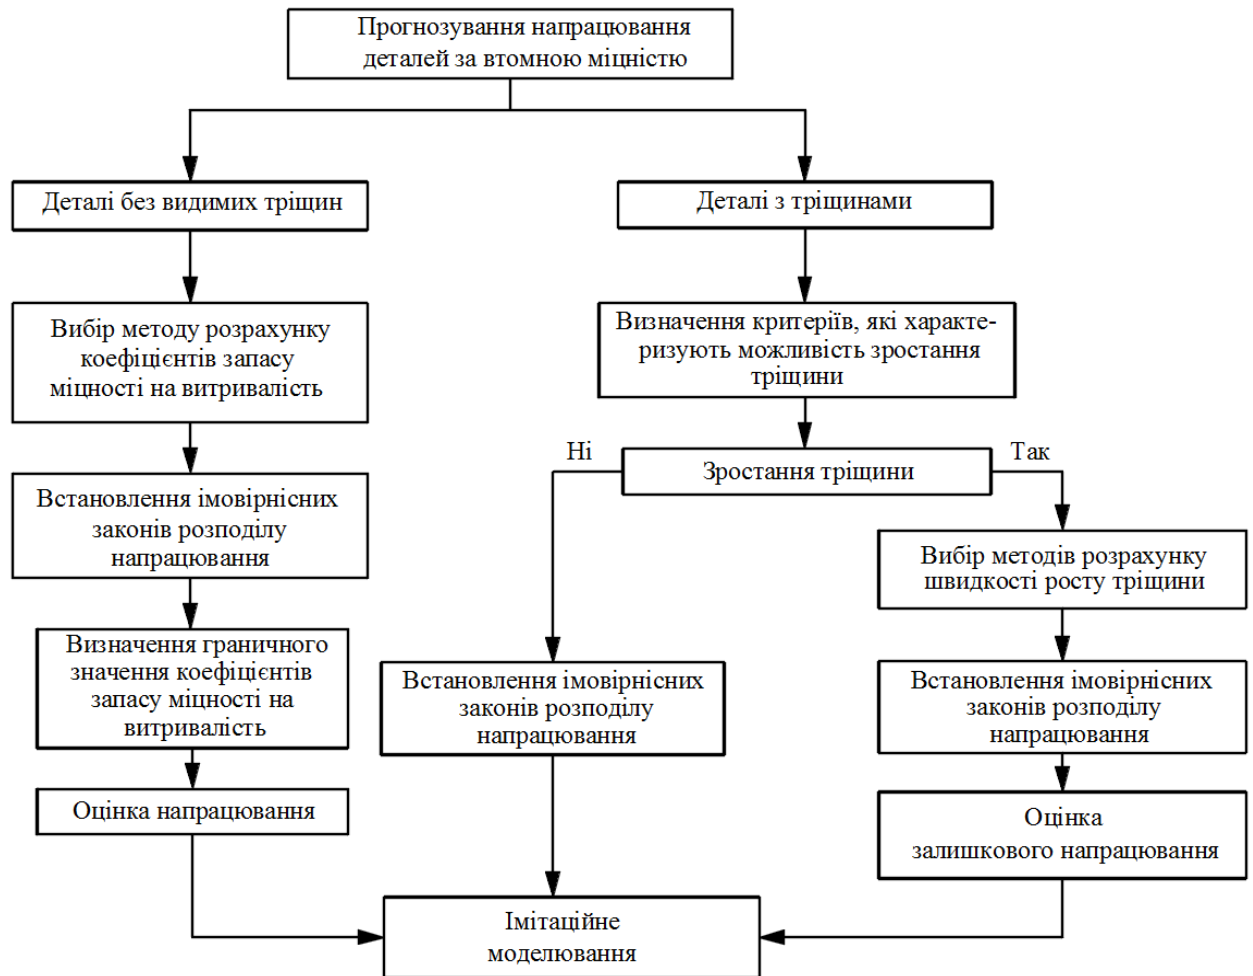 Прогнозування напрацювання
деталей за втомною міцністю
Деталі без видимих тріщин
Деталі з тріщинами
Вибір методу розрахунку
коефіцієнтів запасу
міцності на витривалість
Визначення критеріїв, які характе-
ризують можливість зростання
тріщини
Ні
Зростання тріщини
Так
Встановлення імовірнісних
законів розподілу
напрацювання
Вибір методів розрахунку
швидкості росту тріщини
Визначення граничного
значення коефіцієнтів
запасу міцності на
витривалість
Встановлення імовірнісних
законів розподілу
напрацювання
Встановлення імовірнісних
законів розподілу
напрацювання
Оцінка напрацювання
Оцінка
залишкового напрацювання
Імітаційне
моделювання